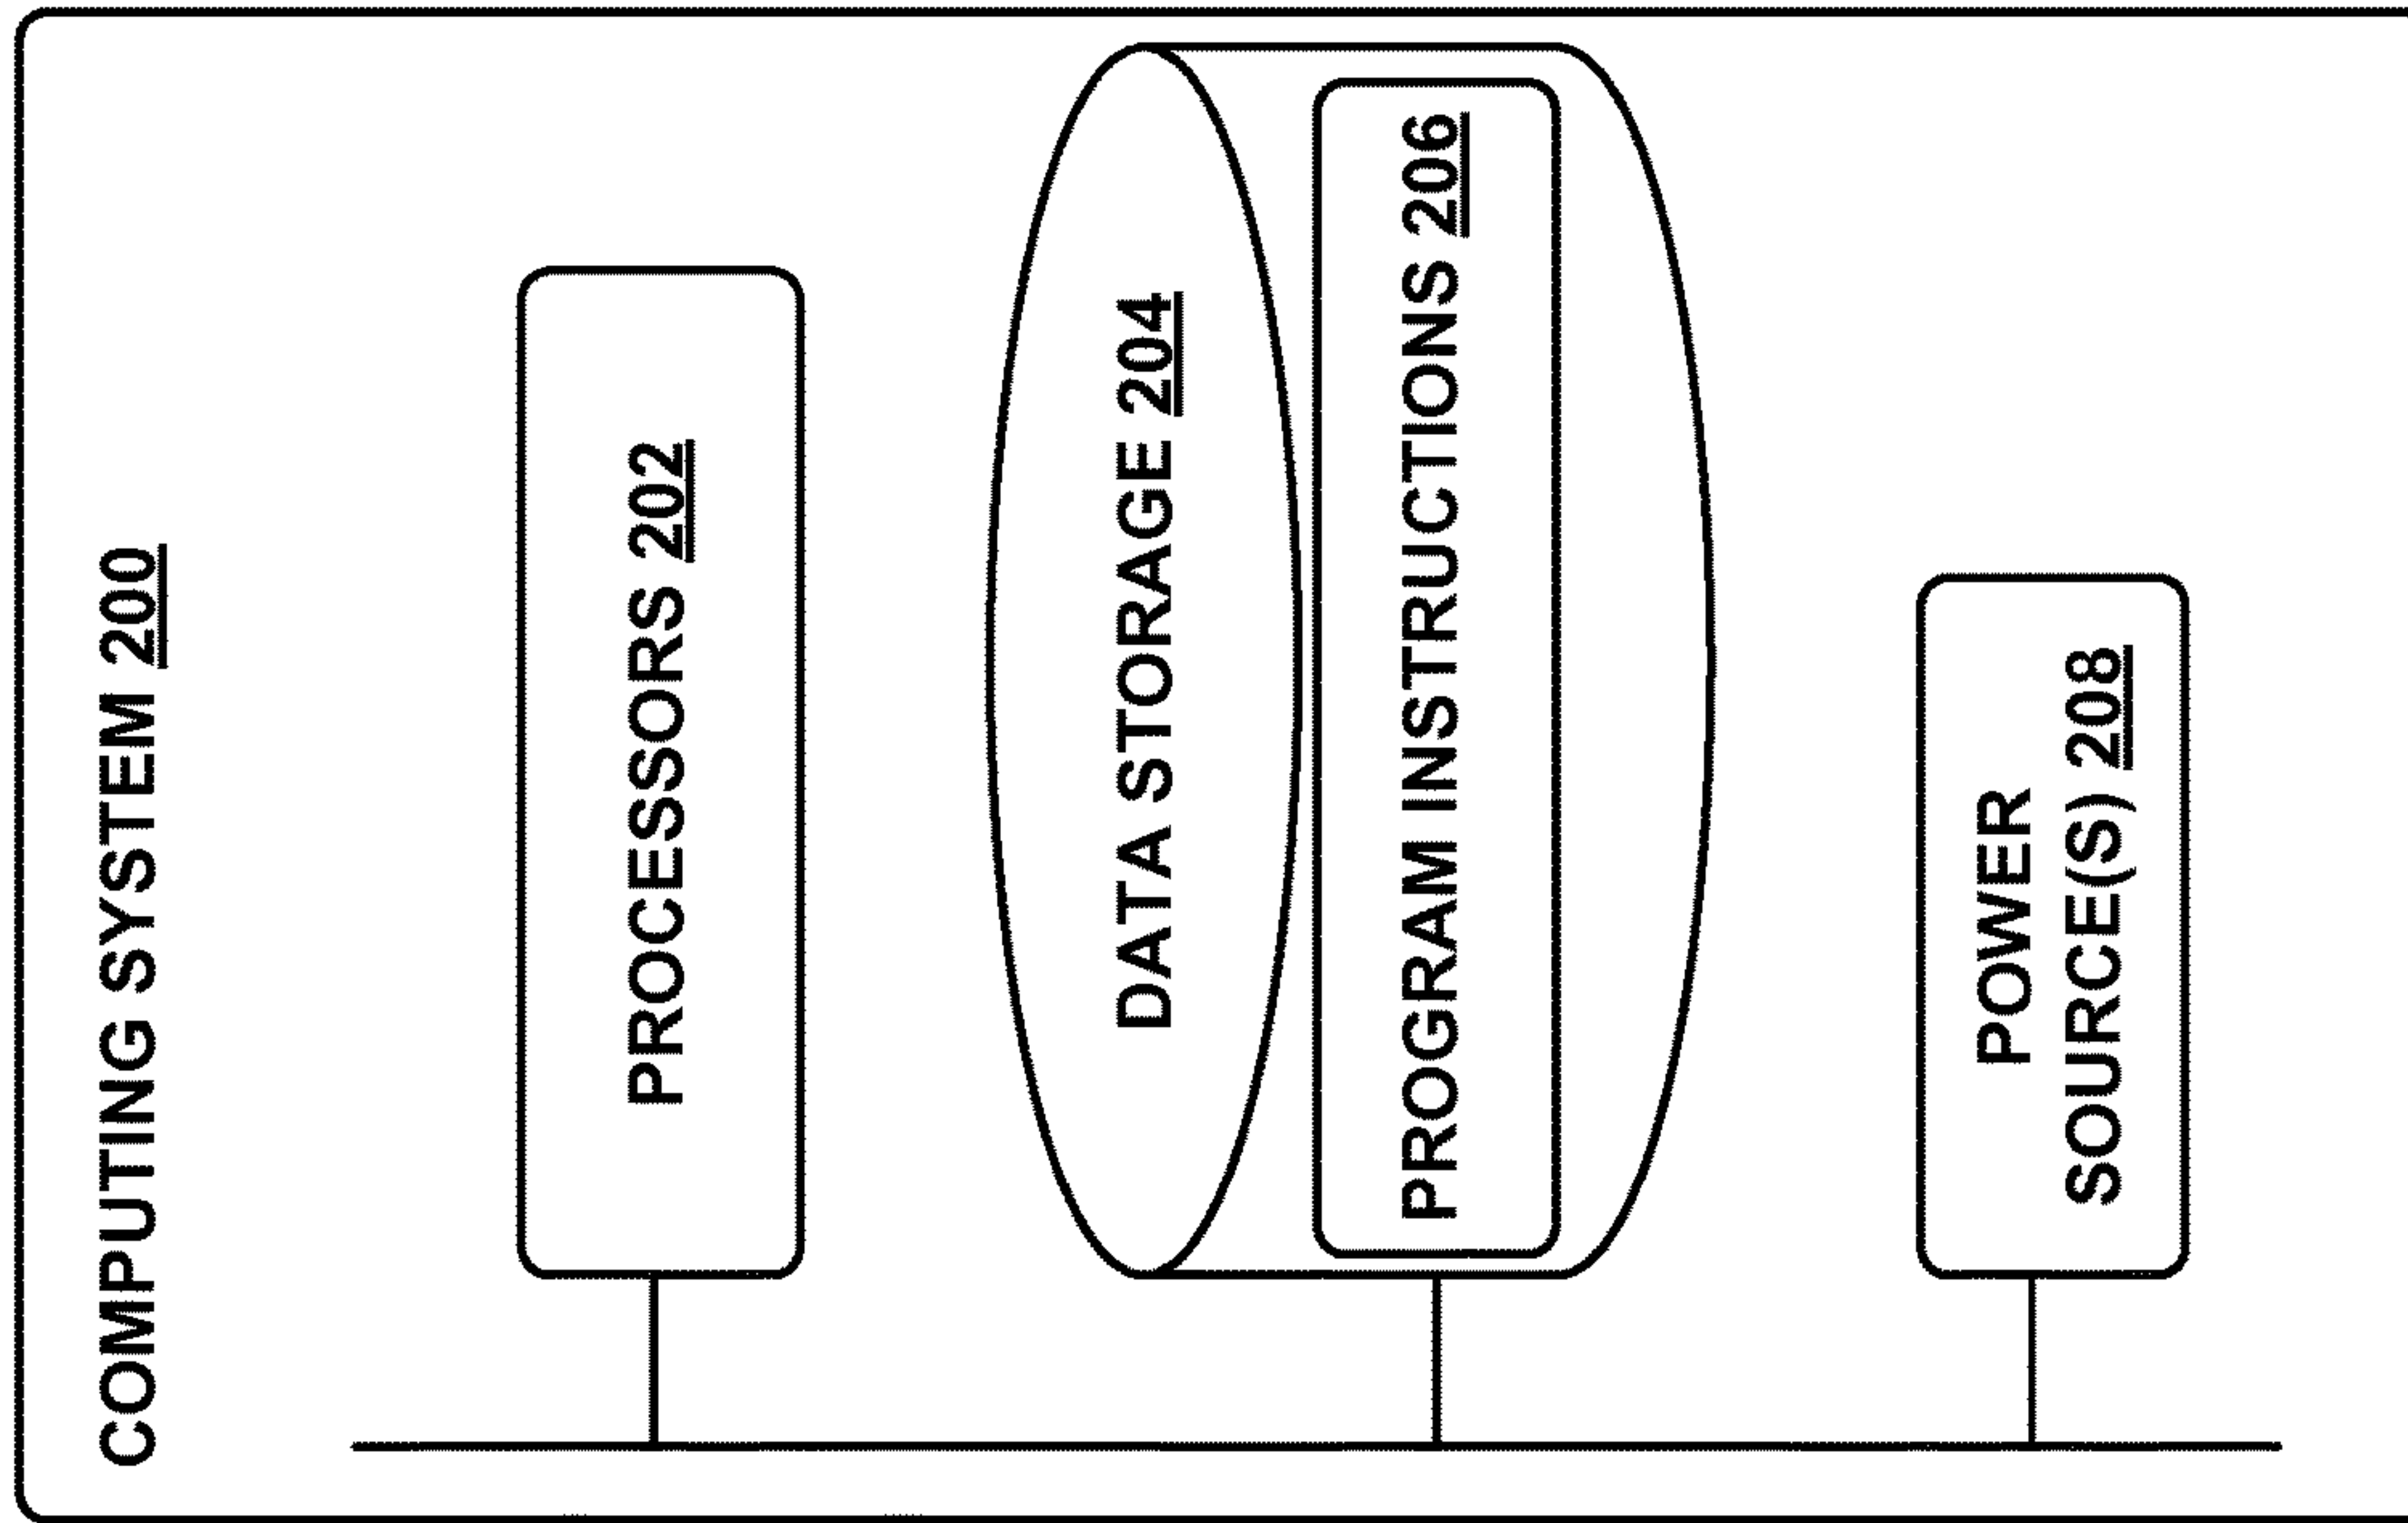 COMPUTING SYSTEM 200
PROCESSORS 202
DATA STORAGE 204
PROGRAM INSTRUCTIONS 206
POWER
SOURCE(S) 208